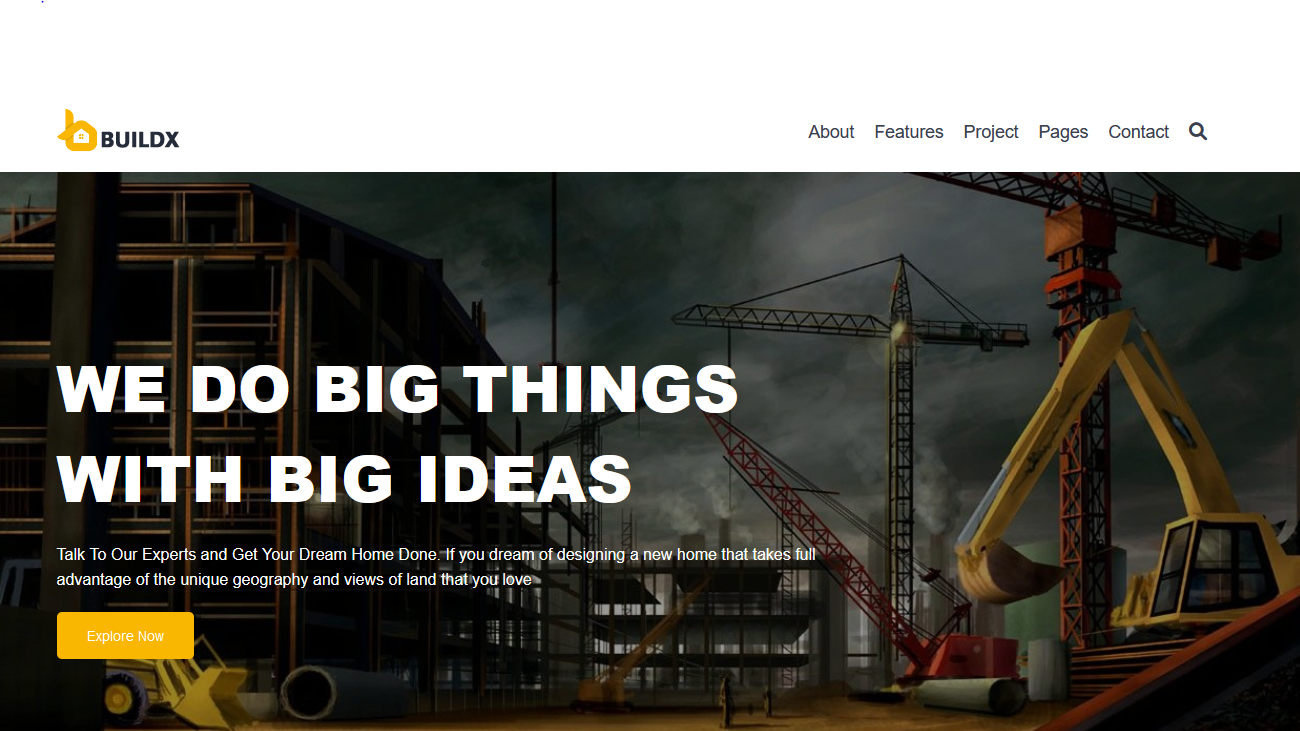 BUILDX
About Features Project Pages Contact
WE DO BIG THINGS
WITH BIG IDEAS
Talk To Our Experts and Get Your Dream Home Done. If you dream of designing a new home that takes full
advantage of the unique geography and views of land that you love
Explore Now